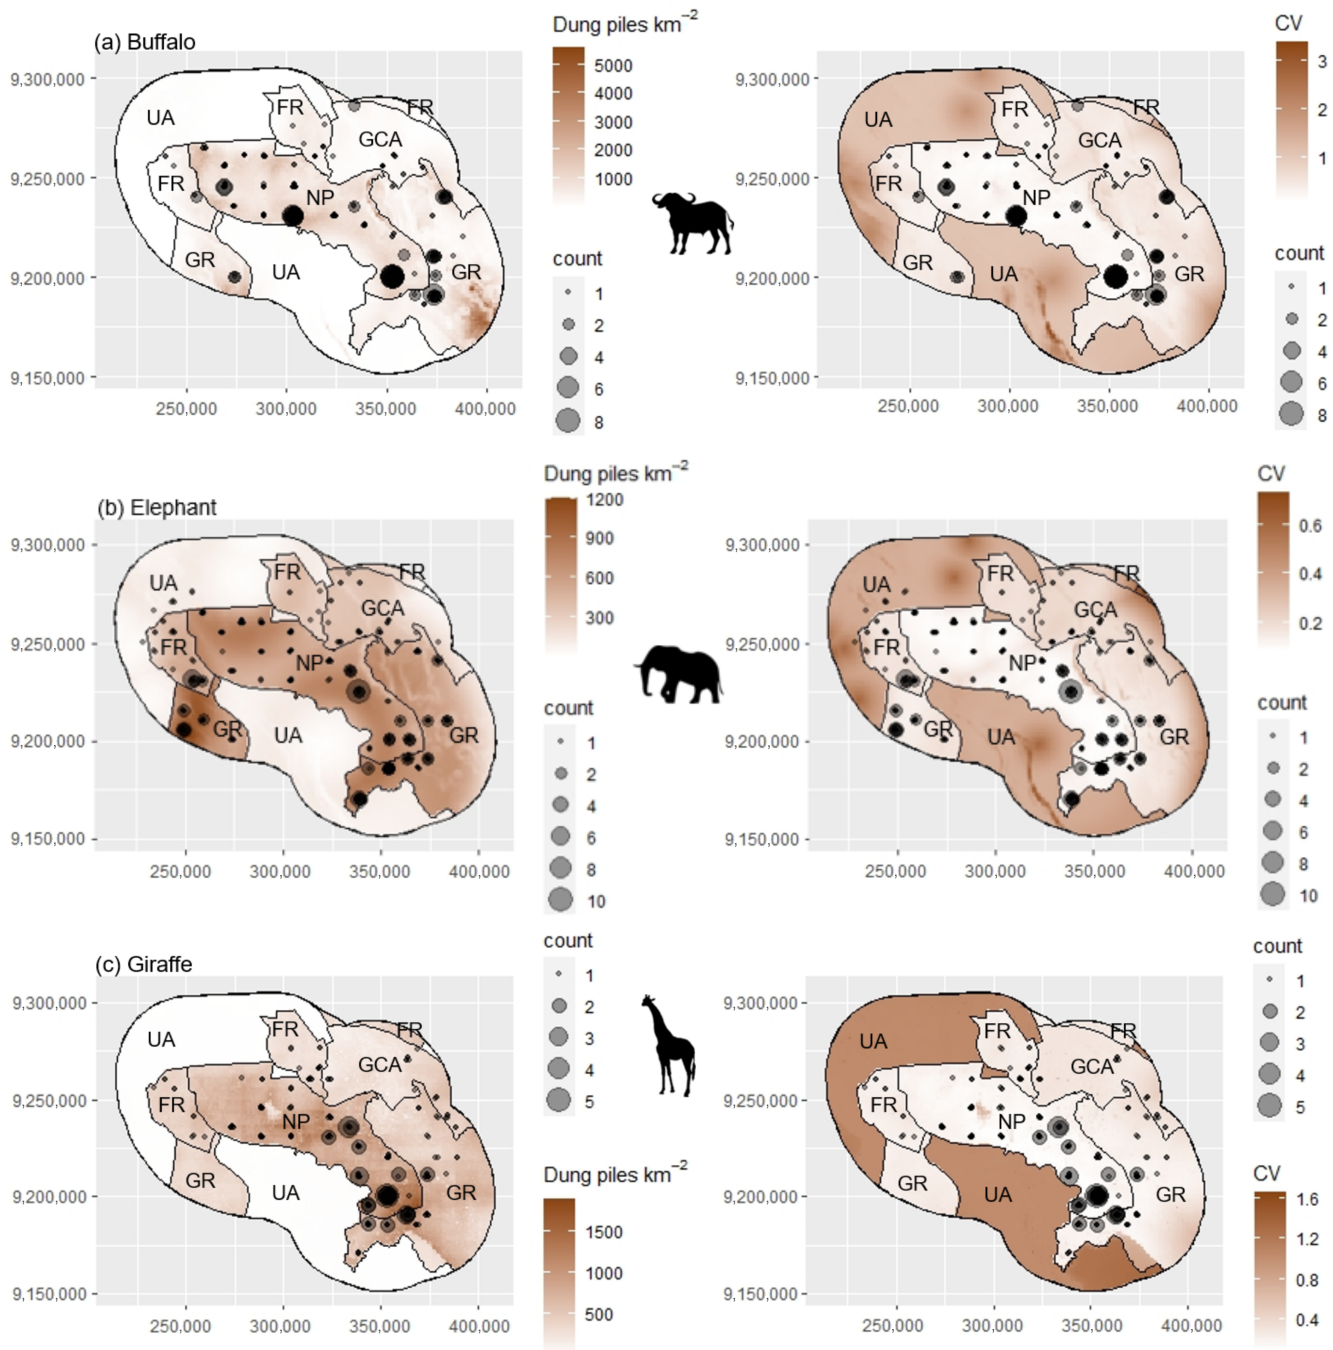 (a) Buffalo
Dung piles km−2
5000
4000
3000
2000
1000
count
1
2
4
6
8
9,300,000
9,250,000
9,200,000
9,150,000
250,000 300,000 350,000 400,000
UA
FR
FR
GCA
FR
NP
GR
UA
GR
CV
3
2
1
count
1
2
4
6
8
9,300,000
9,250,000
9,200,000
9,150,000
250,000 300,000 350,000 400,000
UA
FR
FR
GCA
FR
NP
GR
UA
GR
(b) Elephant
Dung piles km−2
1200
900
600
300
count
1
2
4
6
8
10
9,300,000
9,250,000
9,200,000
9,150,000
250,000 300,000 350,000 400,000
UA
FR
FR
GCA
FR
NP
GR
UA
GR
CV
0.6
0.4
0.2
count
1
2
4
6
8
10
9,300,000
9,250,000
9,200,000
9,150,000
250,000 300,000 350,000 400,000
UA
FR
FR
GCA
FR
NP
GR
UA
GR
(c) Giraffe
count
1
2
3
4
5
Dung piles km−2
1500
1000
500
9,300,000
9,250,000
9,200,000
9,150,000
250,000 300,000 350,000 400,000
UA
FR
FR
GCA
FR
NP
GR
UA
GR
count
1
2
3
4
5
CV
1.6
1.2
0.8
0.4
9,300,000
9,250,000
9,200,000
9,150,000
250,000 300,000 350,000 400,000
UA
FR
FR
GCA
FR
NP
GR
UA
GR